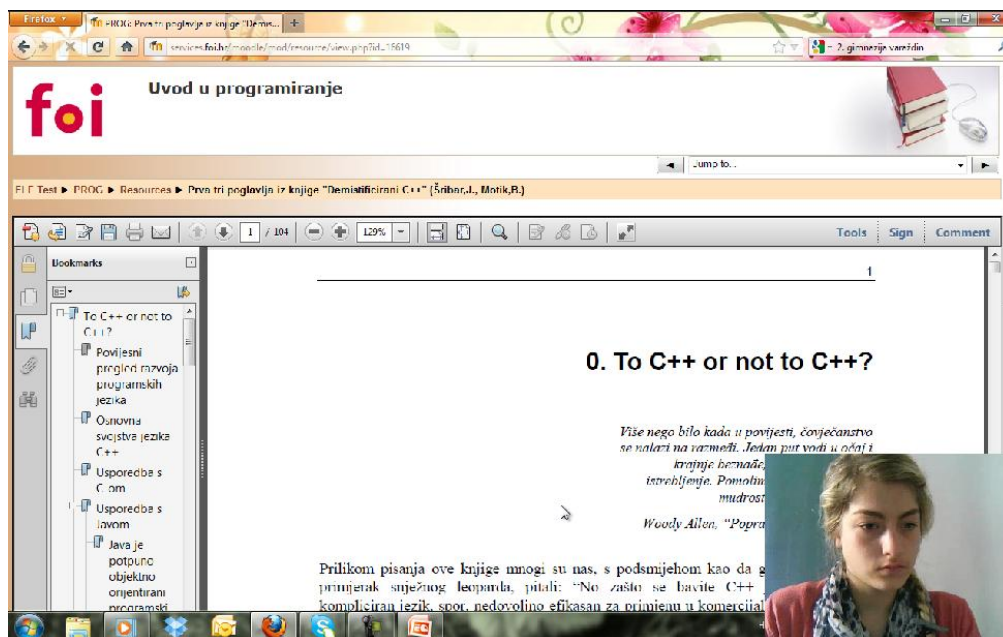 Firefox
PROG: Prva tri poglavlja iz knjige "Demis...
services.foi.hr/moodle/mod/resource/view.php?id=18619
2. gimnazija varaždin
foi
Uvod u programiranje
Jump to...
ELF Test ► PROG ► Resources ► Prva tri poglavlja iz knjige "Demistificirani C++" (Šribar,J., Motik,B.)
1 / 104
129%
Tools Sign Comment
Bookmarks
To C++ or not to
C++?
Povijesni
pregled razvoja
programskih
jezika
Osnovna
svojstva jezika
C++
Usporedba s
C-om
Usporedba s
Javom
Java je
potpuno
objektno
orijentirani
programski
1
0. To C++ or not to C++?
Više nego bilo kada u povijesti, čovječanstvo
se nalazi na razmeđi. Jedan put vodi u očaj i
krajnje beznađe,
istrebljenje. Pomolim
mudrost
Woody Allen, "Popra
Prilikom pisanja ove knjige mnogi su nas, s podsmjehom kao da g
primjerak snježnog leoparda, pitali: "No zašto se bavite C++
kompliciran jezik, spor, nedovoljno efikasan za primjenu u komercijal